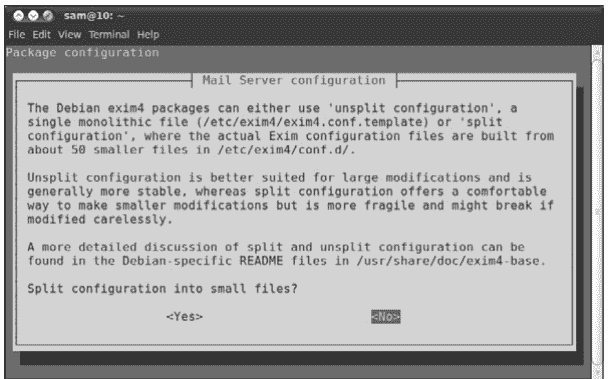 sam@10: ~
File Edit View Terminal Help
Package configuration
Mail Server configuration
The Debian exim4 packages can either use 'unsplit configuration', a
single monolithic file (/etc/exim4/exim4.conf.template) or 'split
configuration', where the actual Exim configuration files are built from
about 50 smaller files in /etc/exim4/conf.d/.
Unsplit configuration is better suited for large modifications and is
generally more stable, whereas split configuration offers a comfortable
way to make smaller modifications but is more fragile and might break if
modified carelessly.
A more detailed discussion of split and unsplit configuration can be
found in the Debian-specific README files in /usr/share/doc/exim4-base.
Split configuration into small files?
<Yes> <No>